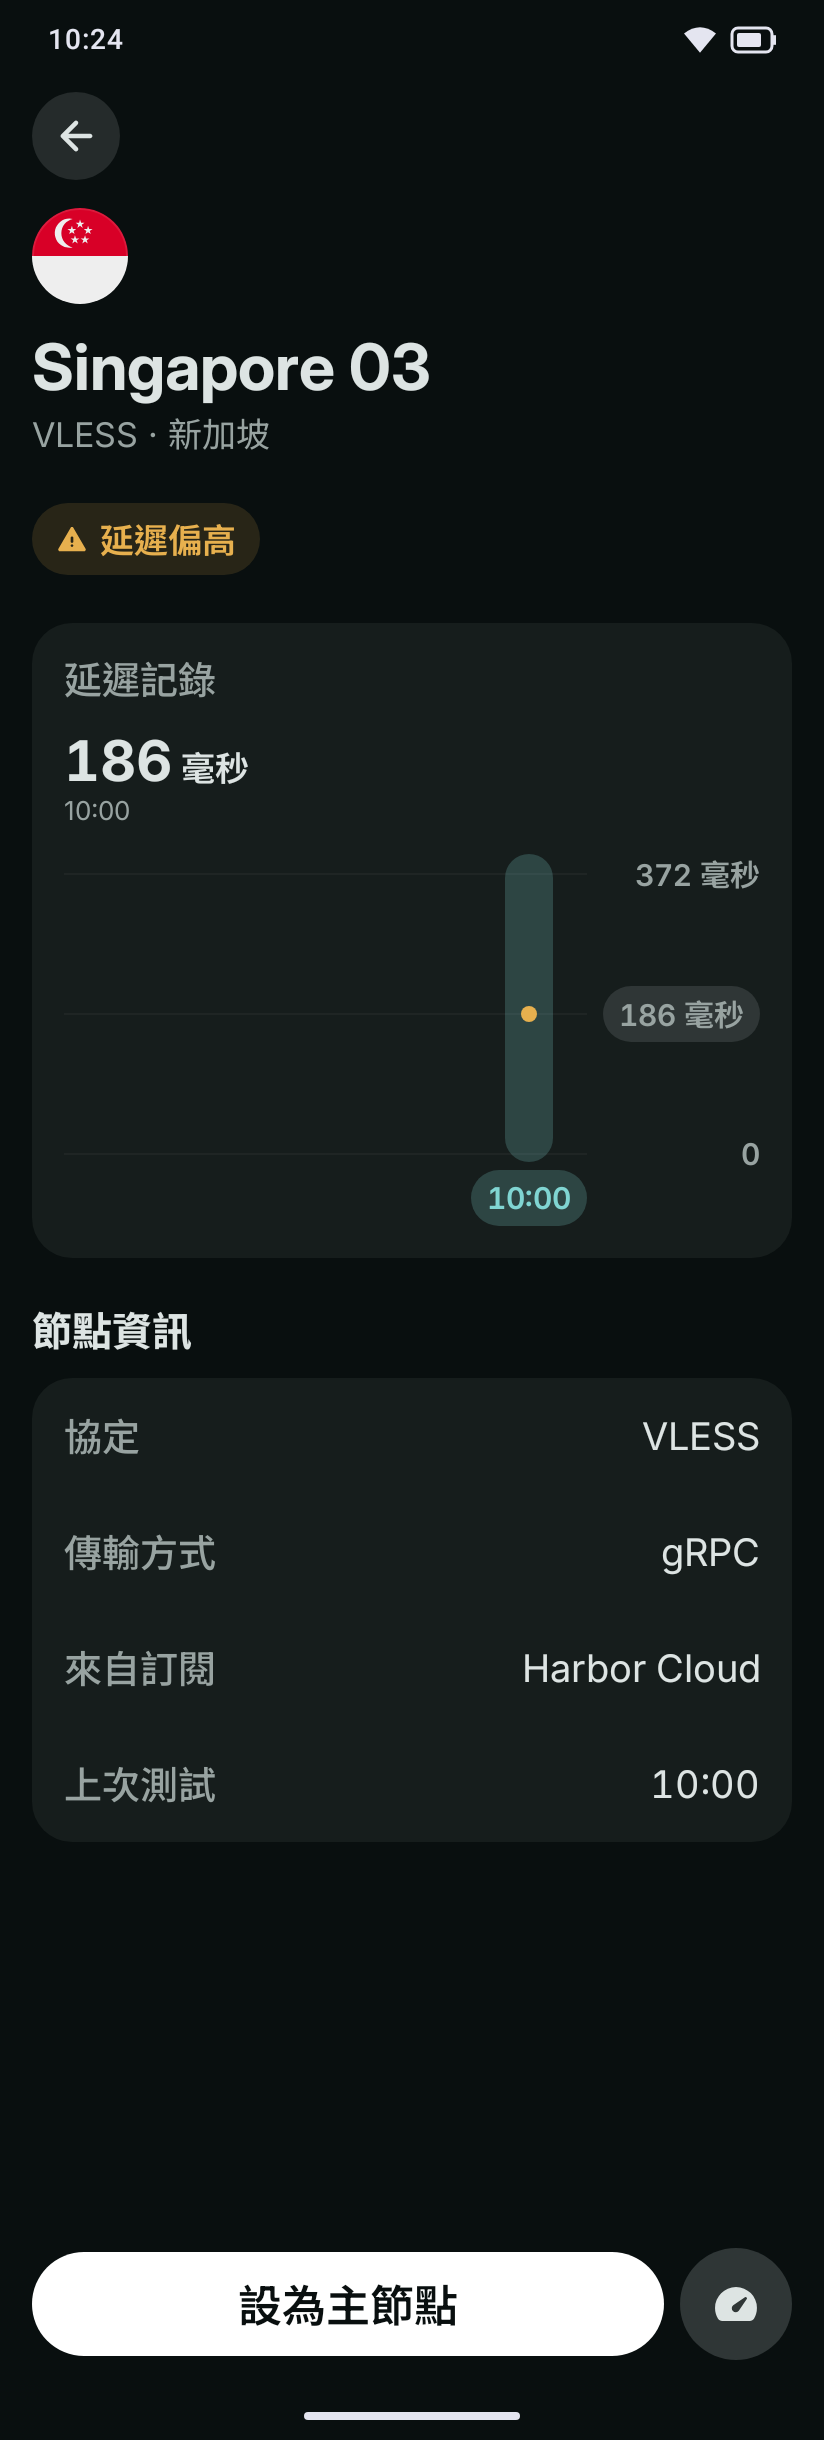 10:24
Singapore 03
VLESS · 新加坡
延遲偏高
延遲記錄
186 毫秒
10:00
372 毫秒
186 毫秒
0
10:00
節點資訊
協定 VLESS
傳輸方式 gRPC
來自訂閱 Harbor Cloud
上次測試 10:00
設為主節點